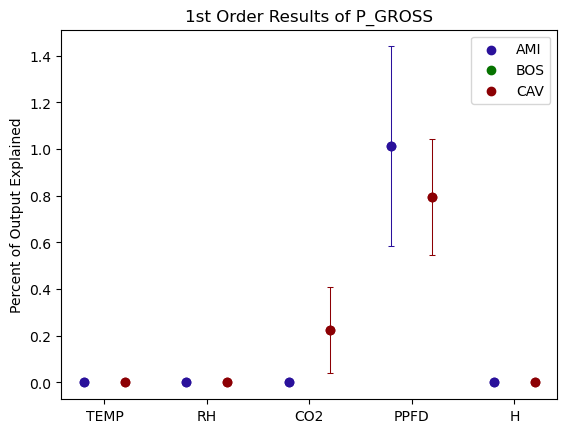 1st Order Results of P_GROSS
Percent of Output Explained
1.4
1.2
1.0
0.8
0.6
0.4
0.2
0.0
AMI
BOS
CAV
TEMP RH CO2 PPFD H